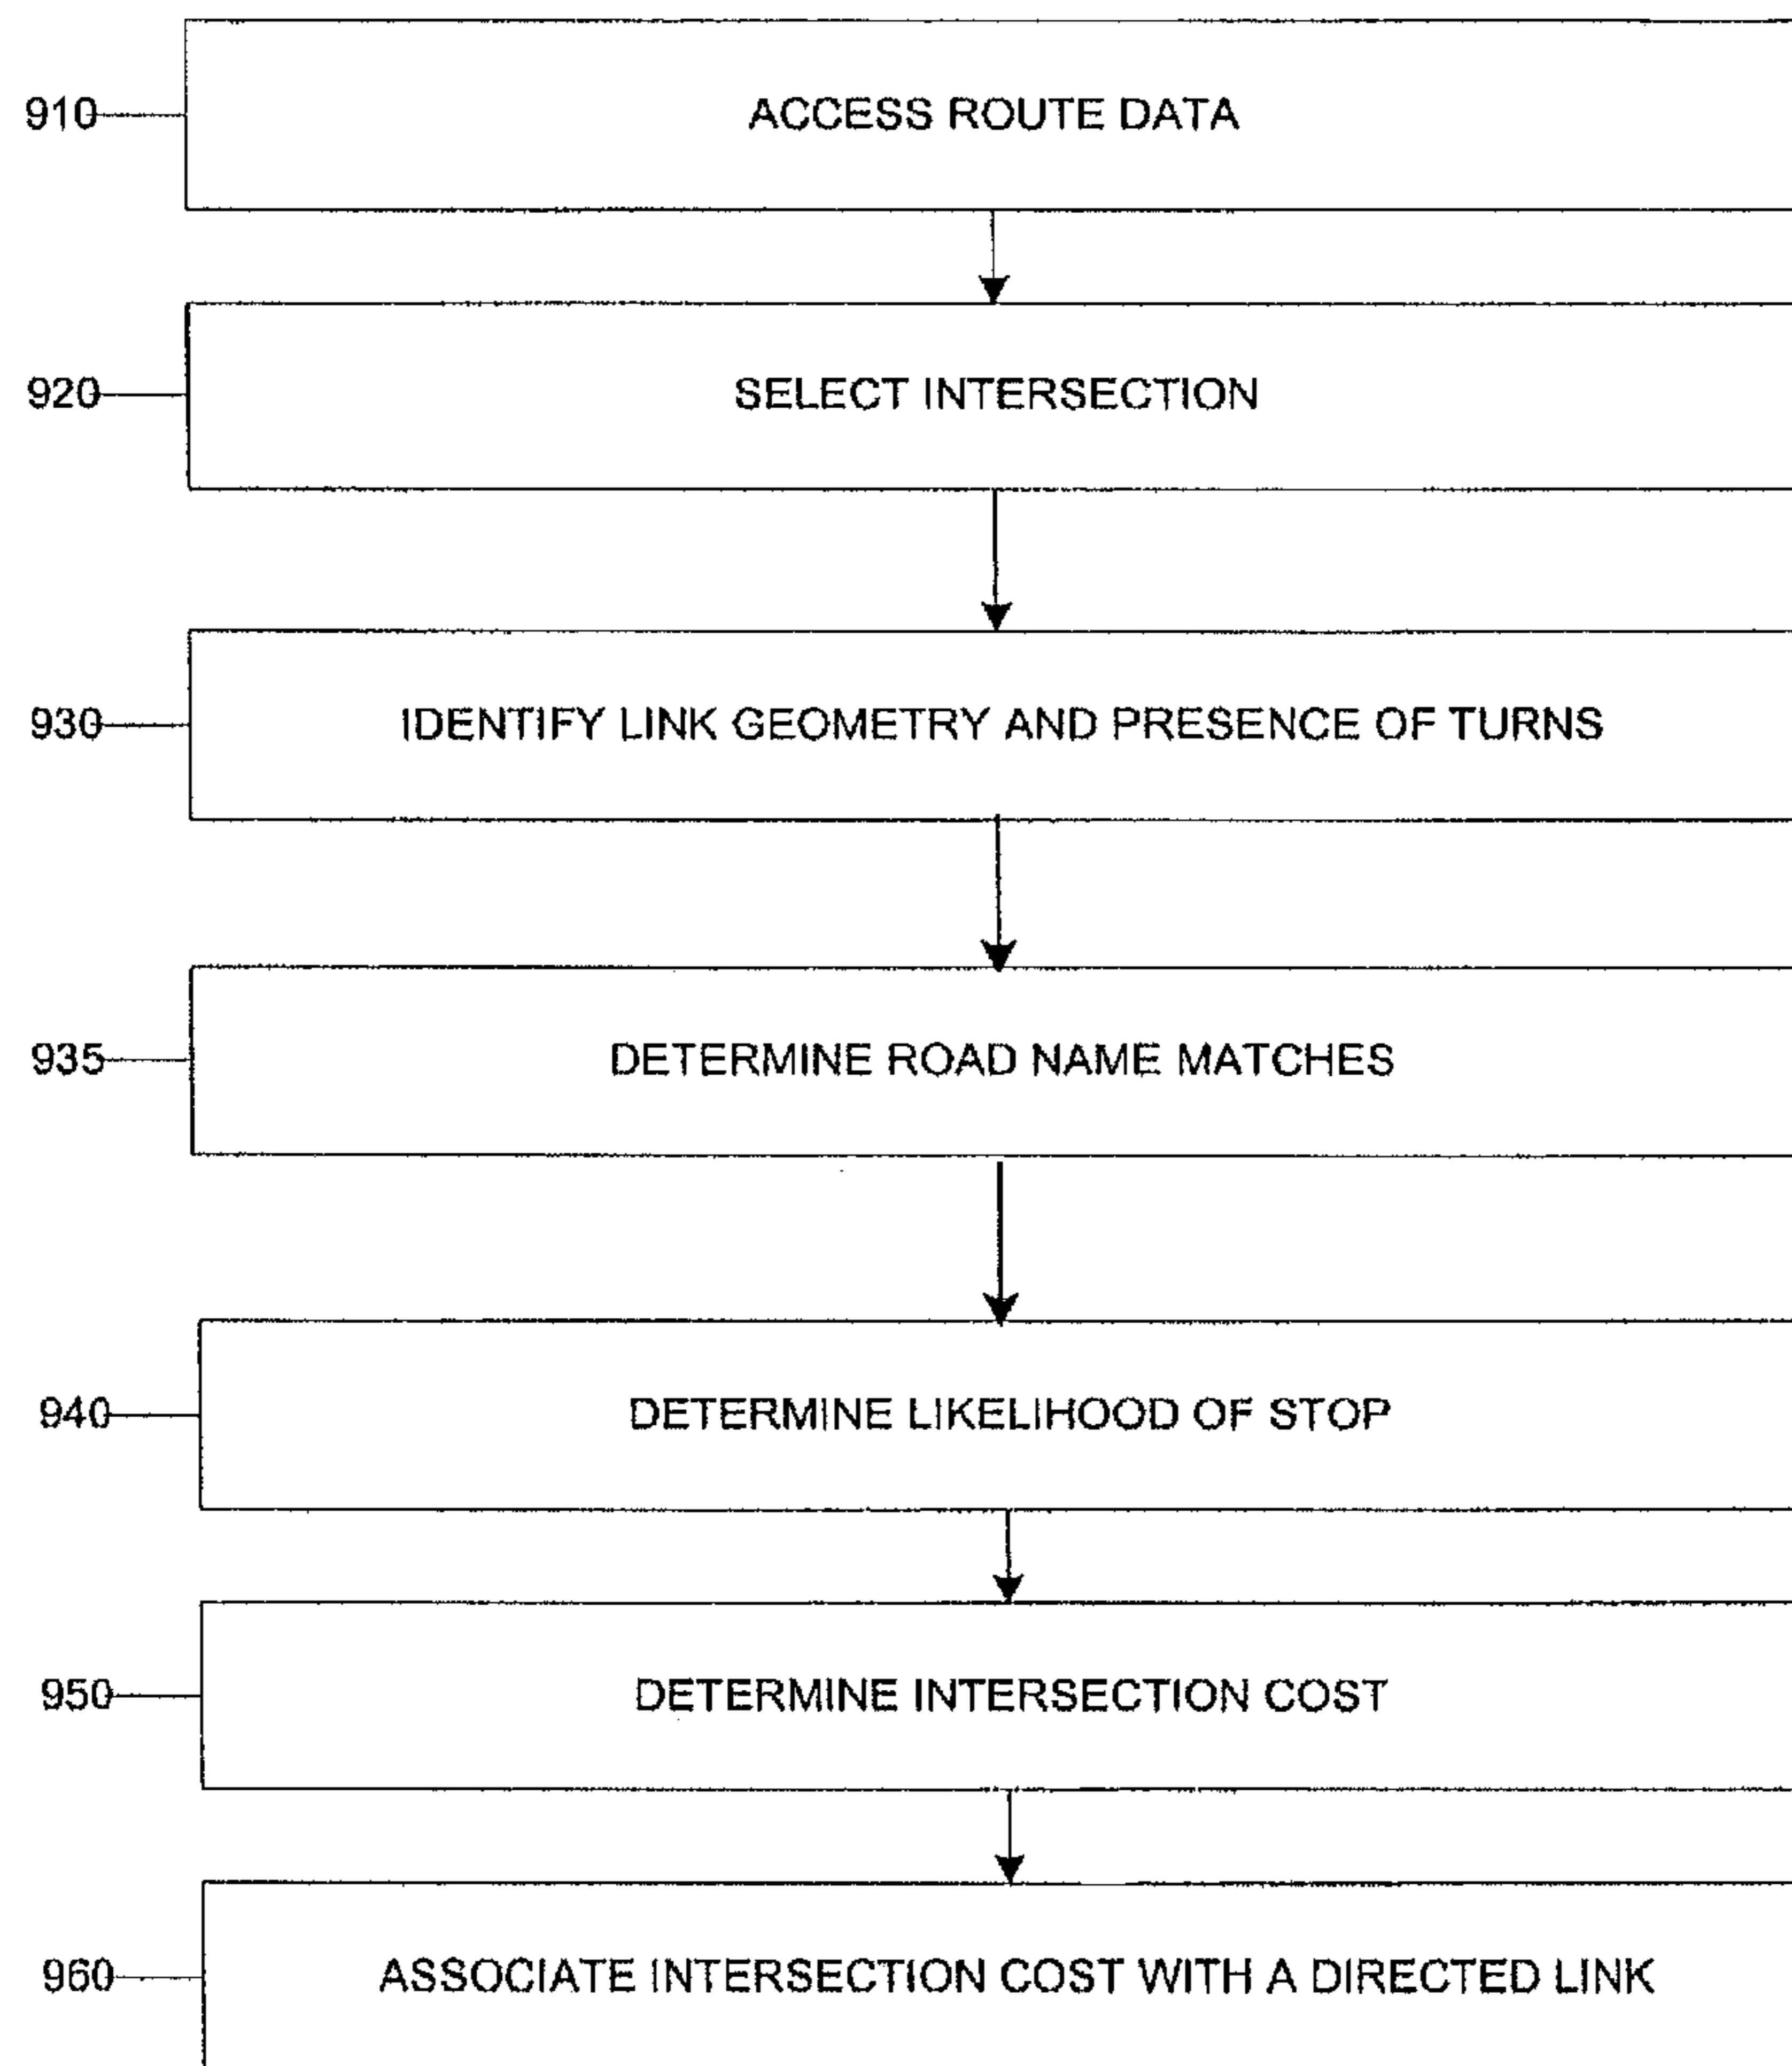 910 ACCESS ROUTE DATA
920 SELECT INTERSECTION
930 IDENTIFY LINK GEOMETRY AND PRESENCE OF TURNS
935 DETERMINE ROAD NAME MATCHES
940 DETERMINE LIKELIHOOD OF STOP
950 DETERMINE INTERSECTION COST
960 ASSOCIATE INTERSECTION COST WITH A DIRECTED LINK